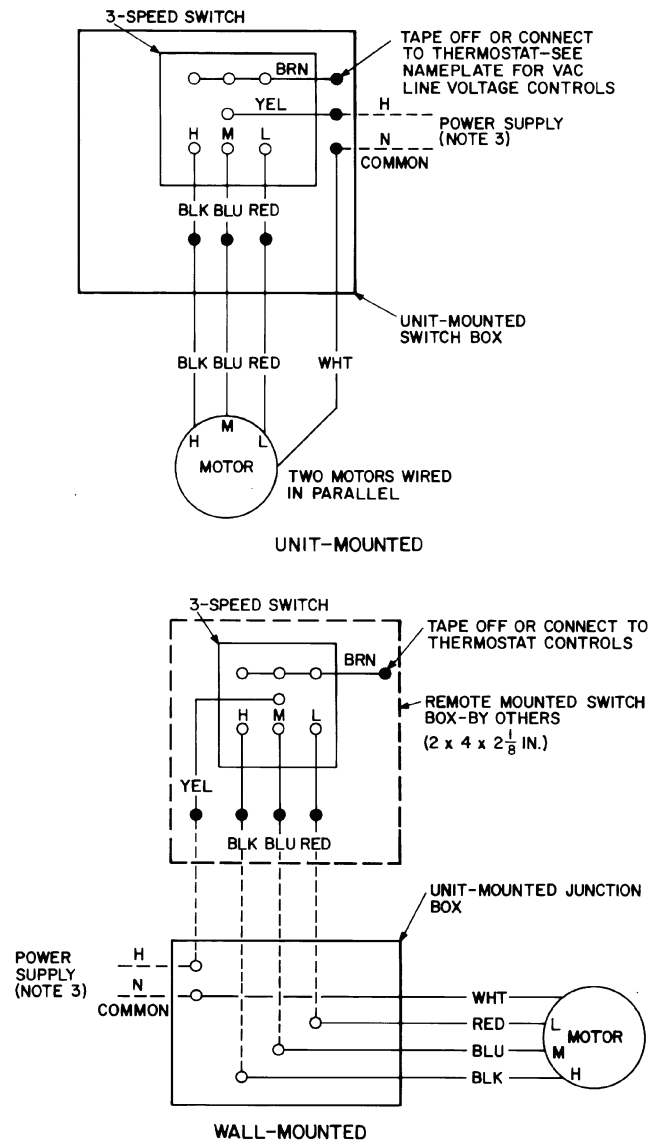 3-SPEED SWITCH
TAPE OFF OR CONNECT
TO THERMOSTAT-SEE
NAMEPLATE FOR VAC
LINE VOLTAGE CONTROLS
BRN
YEL
H
POWER SUPPLY
(NOTE 3)
H M L
N
COMMON
BLK BLU RED
UNIT-MOUNTED
SWITCH BOX
BLK BLU RED WHT
H M L
MOTOR
TWO MOTORS WIRED
IN PARALLEL
UNIT-MOUNTED
3-SPEED SWITCH
TAPE OFF OR CONNECT TO
THERMOSTAT CONTROLS
BRN
REMOTE MOUNTED SWITCH
BOX-BY OTHERS
(2 x 4 x 2 1/8 IN.)
H M L
YEL
BLK BLU RED
UNIT-MOUNTED JUNCTION
BOX
POWER
SUPPLY
(NOTE 3)
H
N
COMMON
WHT
RED
BLU
BLK
L
M
H
MOTOR
WALL-MOUNTED